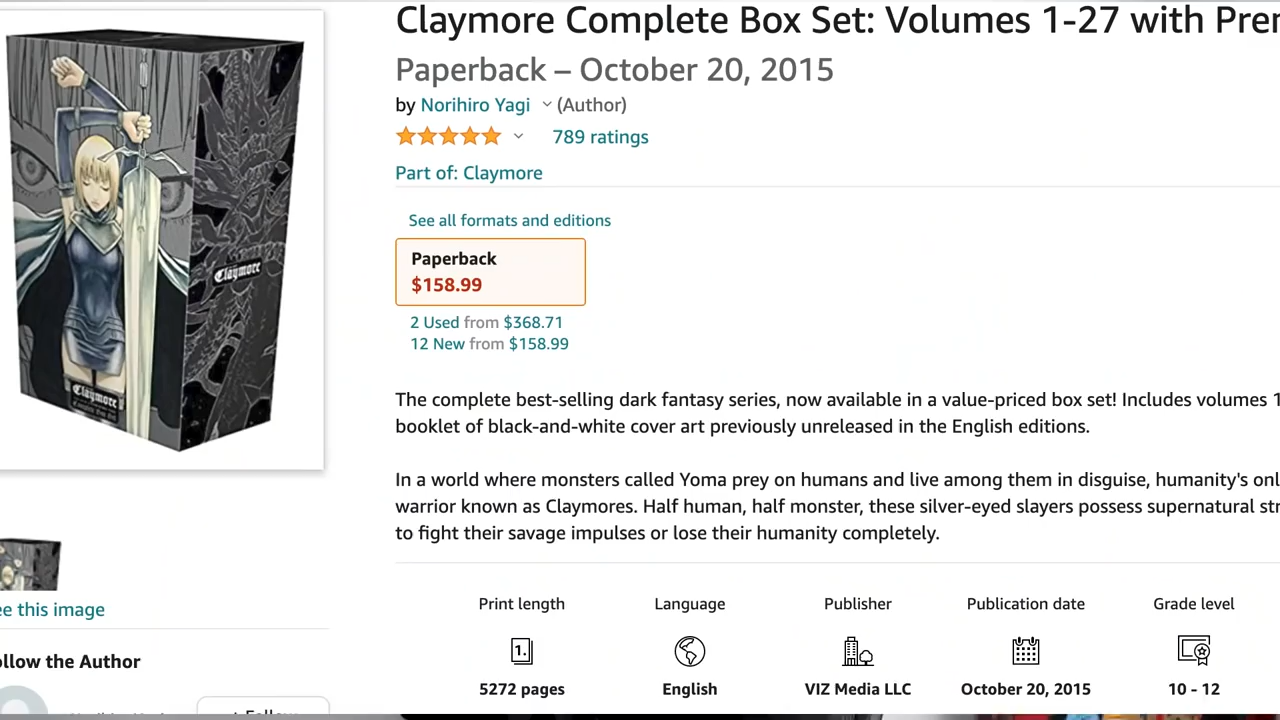 Claymore Complete Box Set: Volumes 1-27 with
Paperback – October 20, 2015
by Norihiro Yagi (Author)
789 ratings
Part of: Claymore
See all formats and editions
Paperback
$158.99
2 Used from $368.71
12 New from $158.99
Claymore
Claymore
The complete best-selling dark fantasy series, now available in a value-priced box set! Includes volumes
booklet of black-and-white cover art previously unreleased in the English editions.
In a world where monsters called Yoma prey on humans and live among them in disguise, humanity's
warrior known as Claymores. Half human, half monster, these silver-eyed slayers possess supernatural
to fight their savage impulses or lose their humanity completely.
this image
the Author
Print length
1.
5272 pages
Language
English
Publisher
VIZ Media LLC
Publication date
October 20, 2015
Grade level
10 - 12